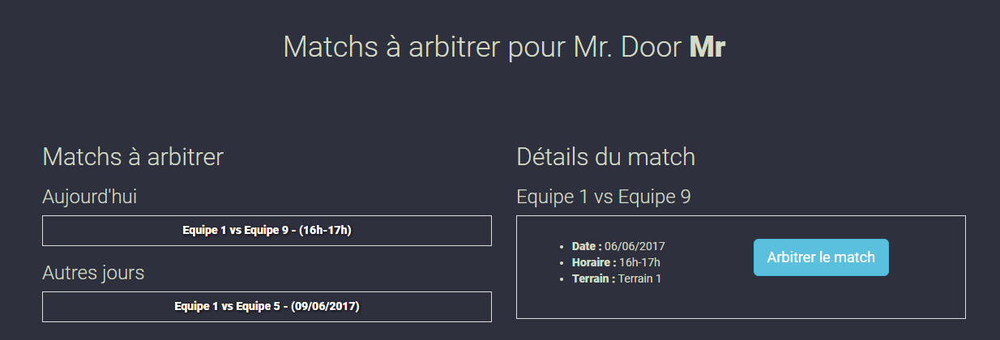 Matchs à arbitrer pour Mr. Door Mr
Matchs à arbitrer
Aujourd'hui
Equipe 1 vs Equipe 9 - (16h-17h)
Autres jours
Equipe 1 vs Equipe 5 - (09/06/2017)
Détails du match
Equipe 1 vs Equipe 9
Date : 06/06/2017
Horaire : 16h-17h
Terrain : Terrain 1
Arbitrer le match